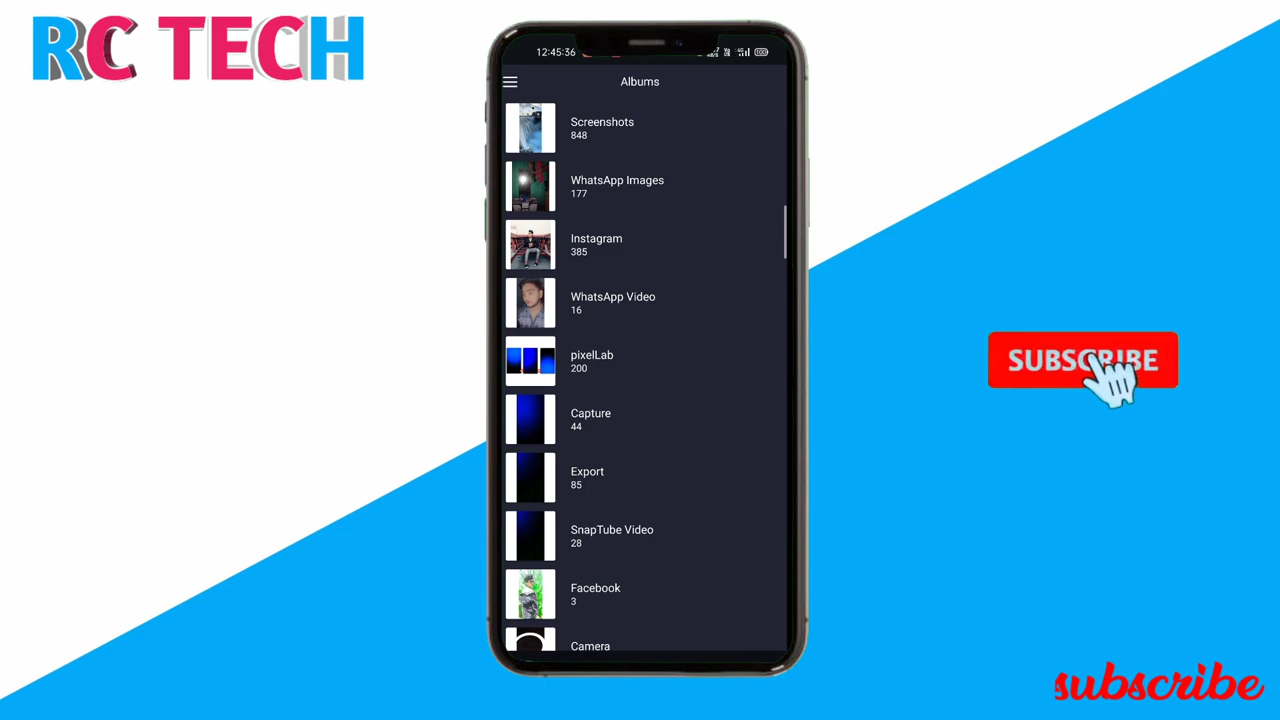 RC TECH
12:45:36
Albums
Screenshots
848
WhatsApp Images
177
Instagram
385
WhatsApp Video
16
pixelLab
200
Capture
44
Export
85
SnapTube Video
28
Facebook
3
Camera
SUBSCRIBE
subscribe